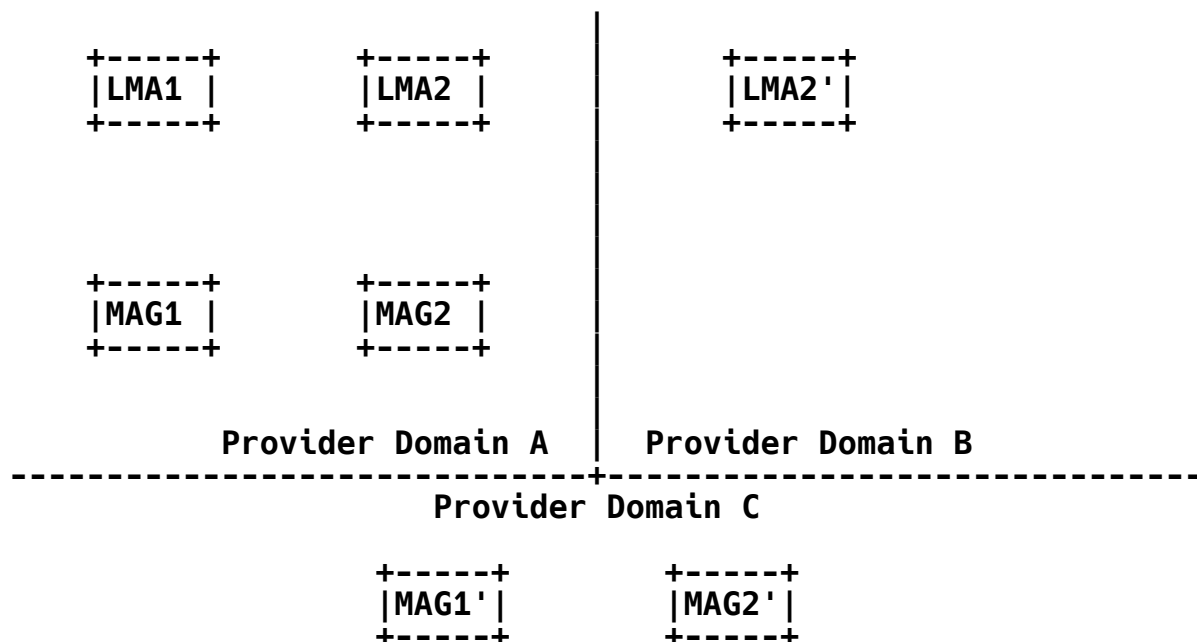 LMA1 LMA2 LMA2'
MAG1 MAG2
Provider Domain A Provider Domain B
Provider Domain C
MAG1' MAG2'